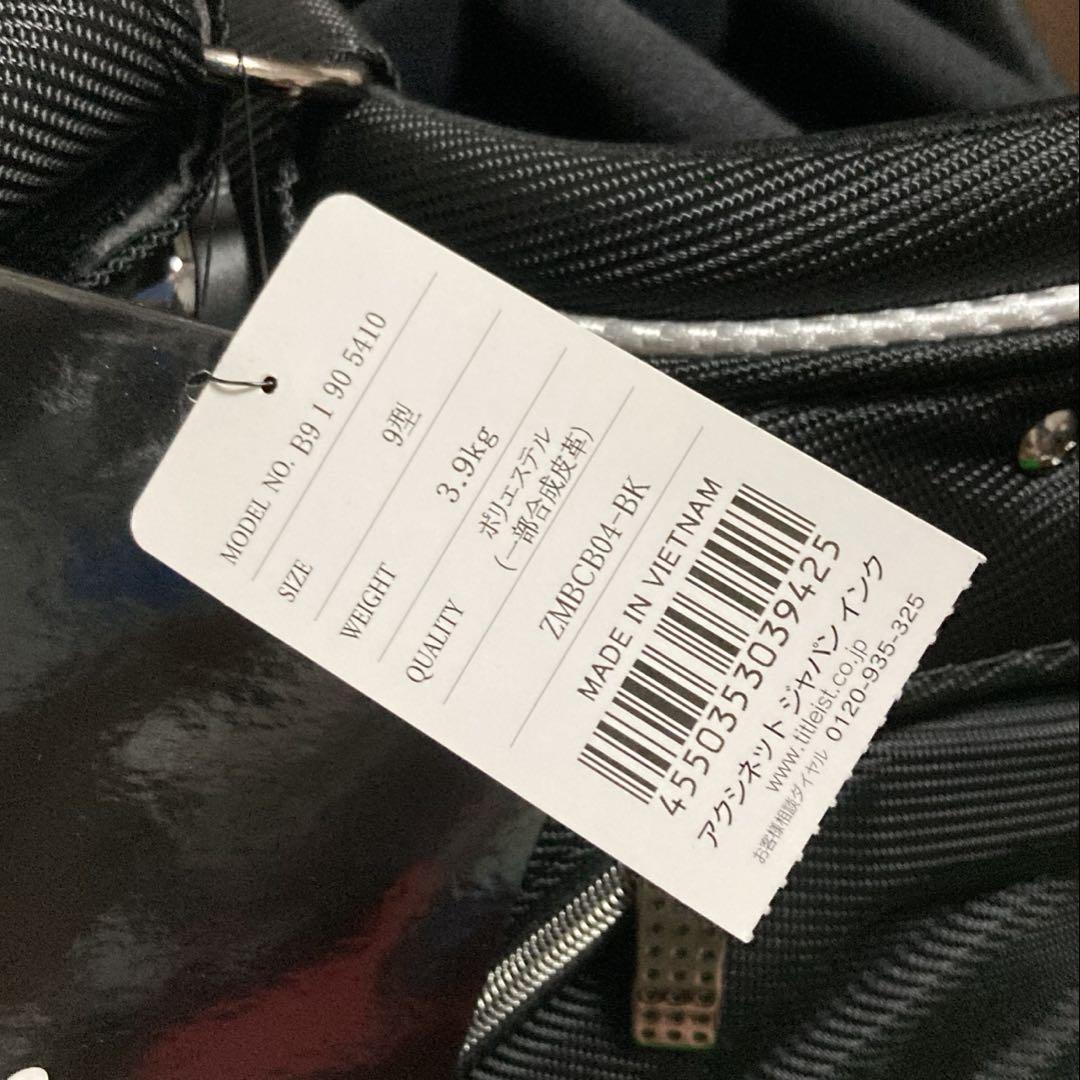 MODEL NO. B9 1 90 5410
SIZE 9型
WEIGHT 3.9kg
QUALITY ポリエステル
(一部合成皮革)
ZMBCB04-BK
MADE IN VIETNAM
4550353039425
アクシネット ジャパン インク
www.titleist.co.jp
お客様相談ダイヤル 0120-935-325